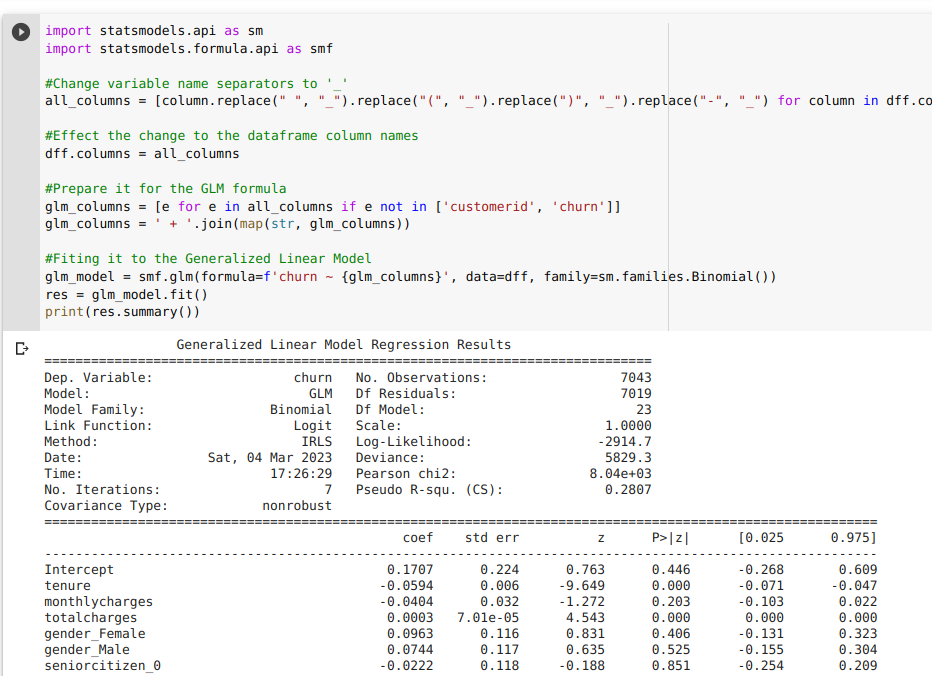 import statsmodels.api as sm
import statsmodels.formula.api as smf
#Change variable name separators to '_'
all_columns = [column.replace(" ", "_").replace("(", "_").replace(")", "_").replace("-", "_") for column in dff.co
#Effect the change to the dataframe column names
dff.columns = all_columns
#Prepare it for the GLM formula
glm_columns = [e for e in all_columns if e not in ['customerid', 'churn']]
glm_columns = ' + '.join(map(str, glm_columns))
#Fiting it to the Generalized Linear Model
glm_model = smf.glm(formula=f'churn ~ {glm_columns}', data=dff, family=sm.families.Binomial())
res = glm_model.fit()
print(res.summary())
Generalized Linear Model Regression Results
==============================================================================
Dep. Variable: churn No. Observations: 7043
Model: GLM Df Residuals: 7019
Model Family: Binomial Df Model: 23
Link Function: Logit Scale: 1.0000
Method: IRLS Log-Likelihood: -2914.7
Date: Sat, 04 Mar 2023 Deviance: 5829.3
Time: 17:26:29 Pearson chi2: 8.04e+03
No. Iterations: 7 Pseudo R-squ. (CS): 0.2807
Covariance Type: nonrobust
===========================================================================================================
coef std err z P>|z| [0.025 0.975]
-----------------------------------------------------------------------------------------------------------
Intercept 0.1707 0.224 0.763 0.446 -0.268 0.609
tenure -0.0594 0.006 -9.649 0.000 -0.071 -0.047
monthlycharges -0.0404 0.032 -1.272 0.203 -0.103 0.022
totalcharges 0.0003 7.01e-05 4.543 0.000 0.000 0.000
gender_Female 0.0963 0.116 0.831 0.406 -0.131 0.323
gender_Male 0.0744 0.117 0.635 0.525 -0.155 0.304
seniorcitizen_0 -0.0222 0.118 -0.188 0.851 -0.254 0.209